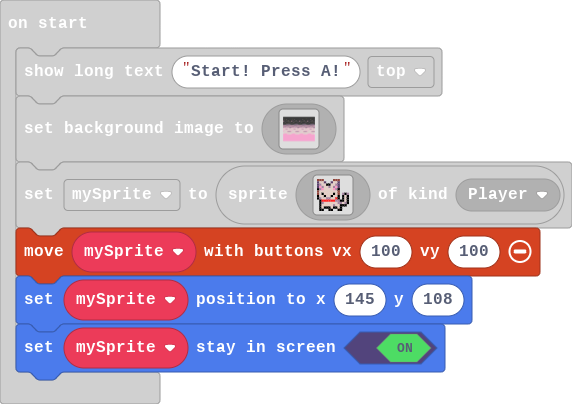 on start
show long text "Start! Press A!" top
set background image to
set mySprite to sprite of kind Player
move mySprite with buttons vx 100 vy 100
set mySprite position to x 145 y 108
set mySprite stay in screen ON